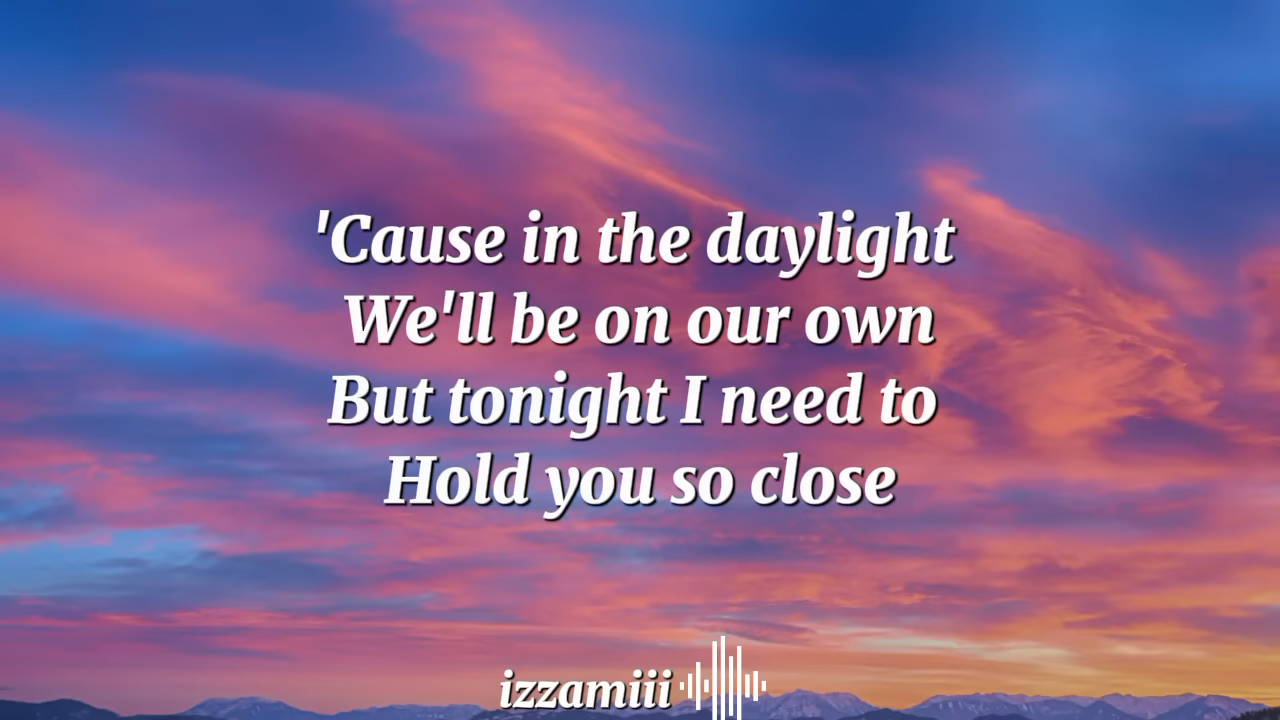 'Cause in the daylight
We'll be on our own
But tonight I need to
Hold you so close
izzamiii